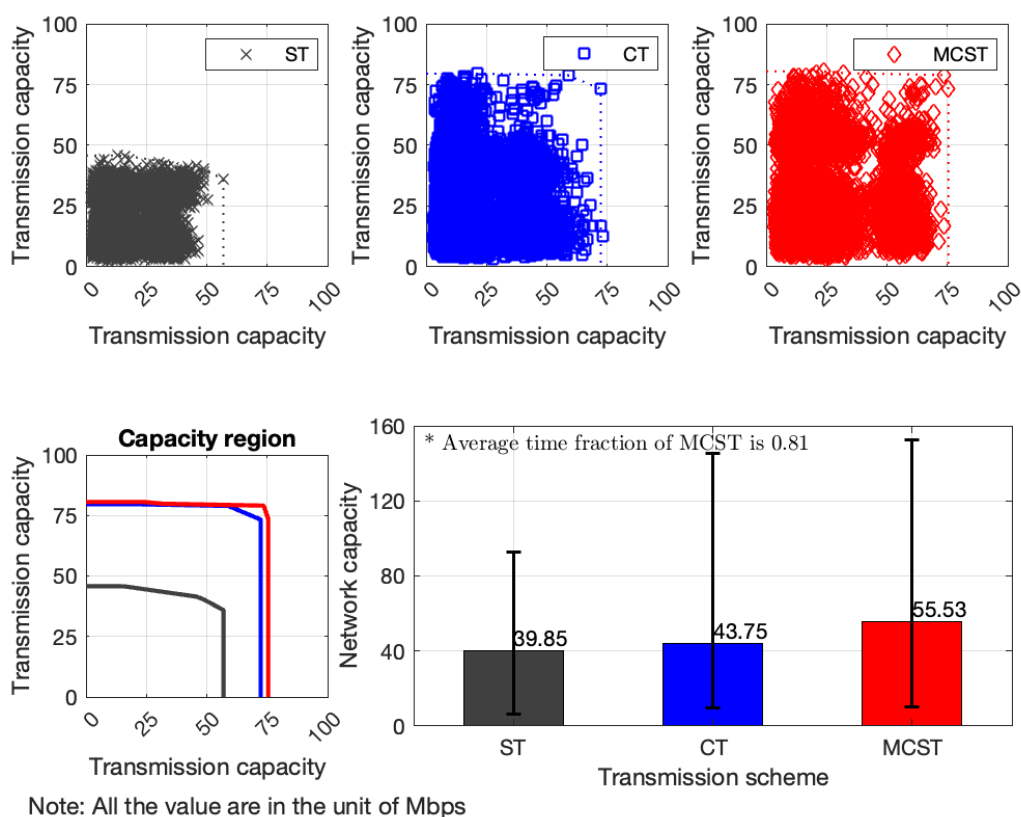 ST
CT
MCST
100
75
50
25
0
Transmission capacity
0 25 50 75 100
Transmission capacity
100
75
50
25
0
Transmission capacity
0 25 50 75 100
Transmission capacity
100
75
50
25
0
Transmission capacity
0 25 50 75 100
Transmission capacity
Capacity region
100
75
50
25
0
Transmission capacity
0 25 50 75 100
Transmission capacity
* Average time fraction of MCST is 0.81
160
120
80
40
0
Network capacity
39.85
43.75
55.53
ST CT MCST
Transmission scheme
Note: All the value are in the unit of Mbps